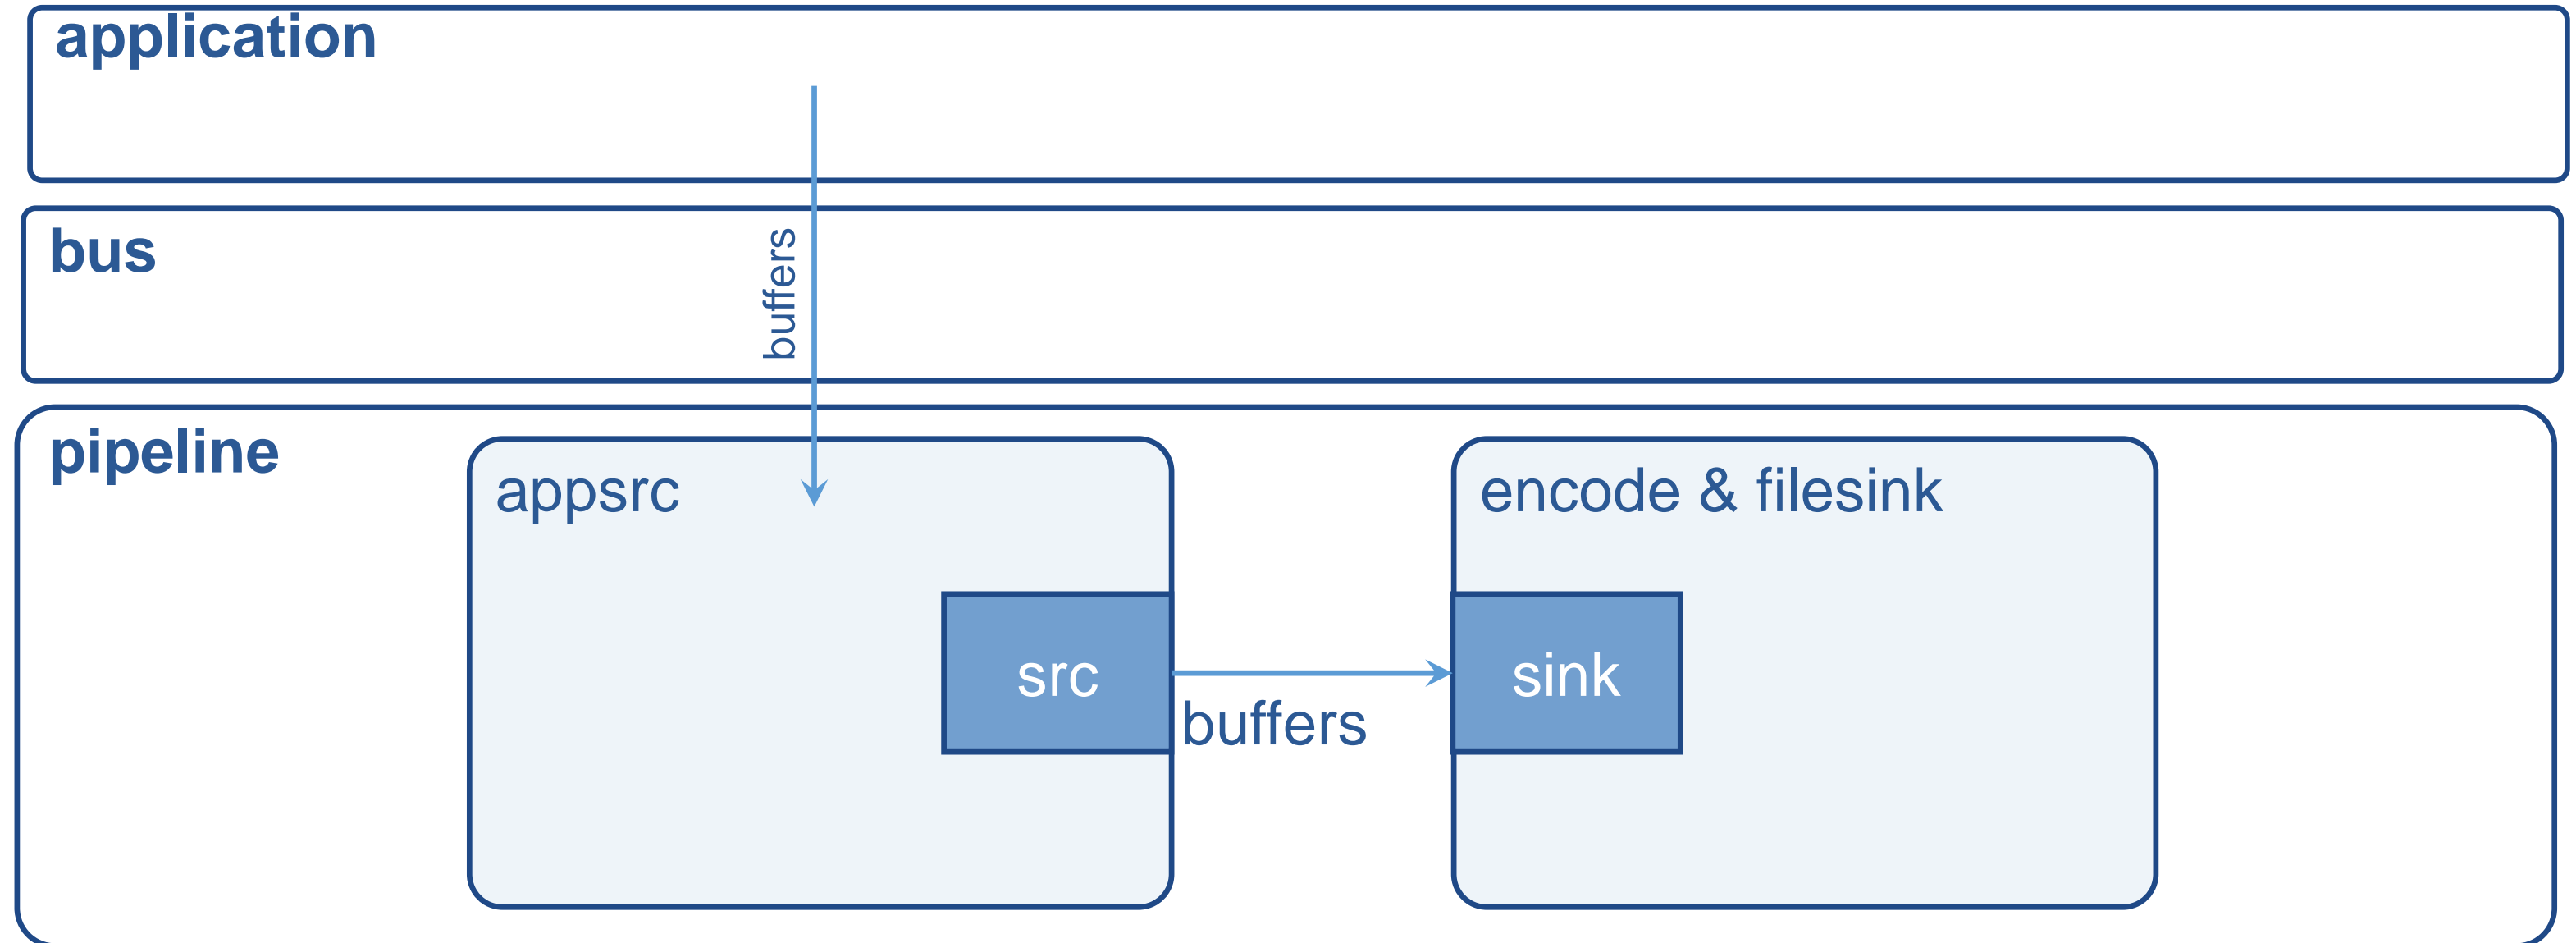 application
bus
buffers
pipeline
appsrc
encode & filesink
src
sink
buffers